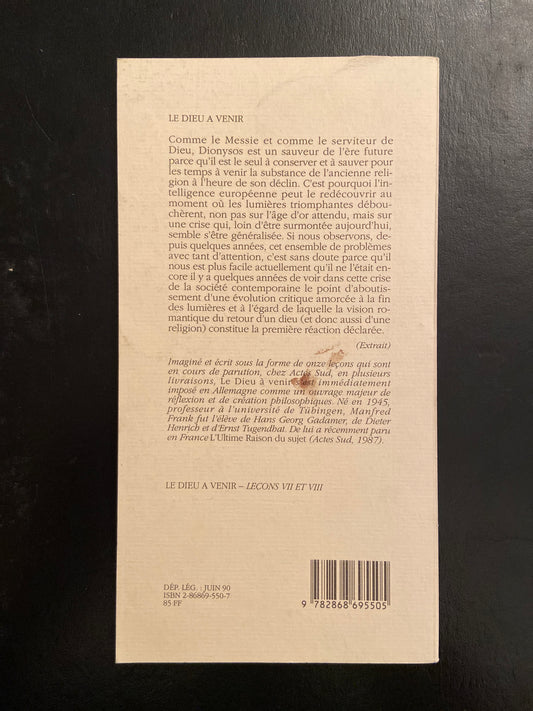 LE DIEU A VENIR
Comme le Messie et comme le serviteur de
Dieu, Dionysos est un sauveur de l'ère future
parce qu'il est le seul à conserver et à sauver pour
les temps à venir la substance de l'ancienne reli-
gion à l'heure de son déclin. C'est pourquoi l'in-
telligence européenne peut le redécouvrir au
moment où les lumières triomphantes débou-
chèrent, non pas sur l'âge d'or attendu, mais sur
une crise qui, loin d'être surmontée aujourd'hui,
semble s'être généralisée. Si nous observons, de-
puis quelques années, cet ensemble de problèmes
avec tant d'attention, c'est sans doute parce qu'il
nous est plus facile actuellement qu'il ne l'était en-
core il y a quelques années de voir dans cette crise
de la société contemporaine le point d'aboutis-
sement d'une évolution critique amorcée à la fin
des lumières et à l'égard de laquelle la vision ro-
mantique du retour d'un dieu (et donc aussi d'une
religion) constitue la première réaction déclarée.
(Extrait)
Imaginé et écrit sous la forme de onze leçons qui sont
en cours de parution, chez Actes Sud, en plusieurs
livraisons, Le Dieu à venir immédiatement
imposé en Allemagne comme un ouvrage majeur de
réflexion et de création philosophiques. Né en 1945,
professeur à l'université de Tübingen, Manfred
Frank fut l'élève de Hans Georg Gadamer, de Dieter
Henrich et d'Ernst Tugendhat. De lui a récemment paru
en France L'Ultime Raison du sujet (Actes Sud, 1987).
LE DIEU A VENIR – LEÇONS VII ET VIII
DÉP. LÉG. : JUIN 90
ISBN 2-86869-550-7
85 FF
9 782868 695505